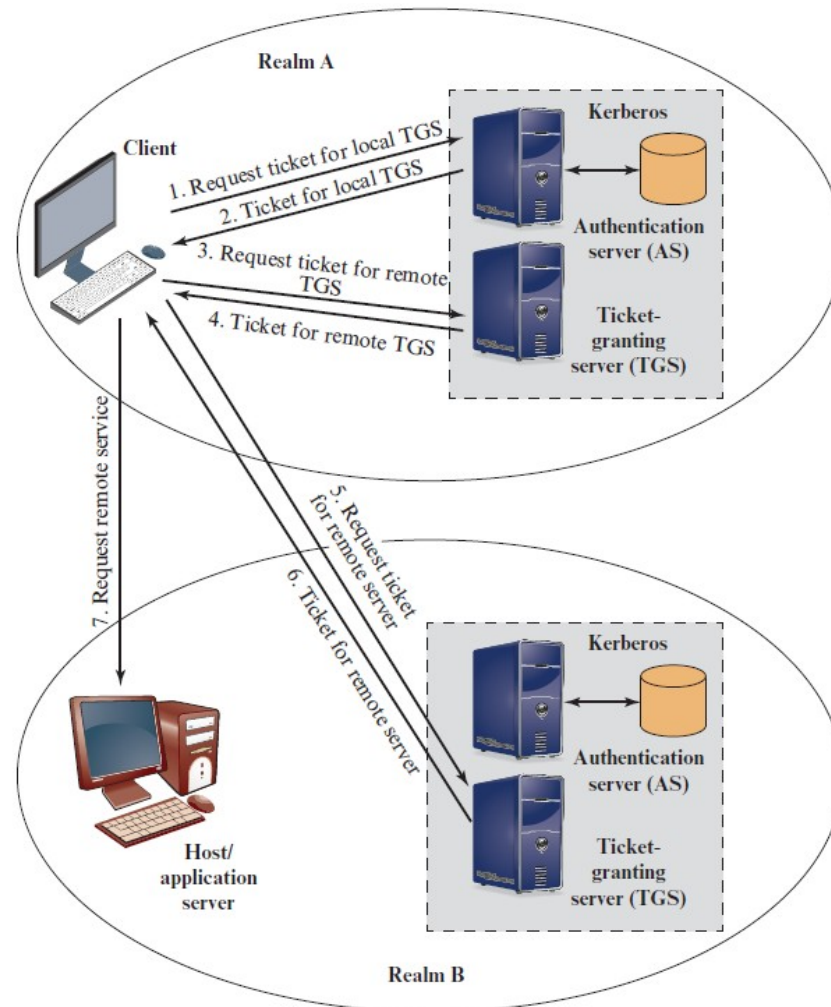 Realm A
Kerberos
Client
1. Request ticket for local TGS
2. Ticket for local TGS
Authentication
server (AS)
3. Request ticket for remote
TGS
4. Ticket for remote TGS
Ticket-
granting
server (TGS)
5. Request ticket
for remote server
6. Ticket for remote server
7. Request remote service
Kerberos
Authentication
server (AS)
Host/
application
server
Ticket-
granting
server (TGS)
Realm B